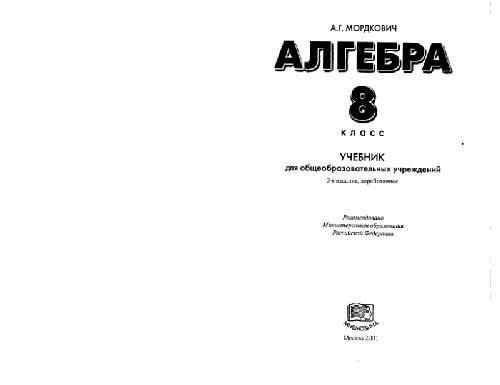 А.Г. МОРДКОВИЧ
АЛГЕБРА
8
класс
УЧЕБНИК
для общеобразовательных учреждений
3-е издание, доработанное
Рекомендовано
Министерством образования
Российской Федерации
МНЕМОЗИНА
Москва 2001